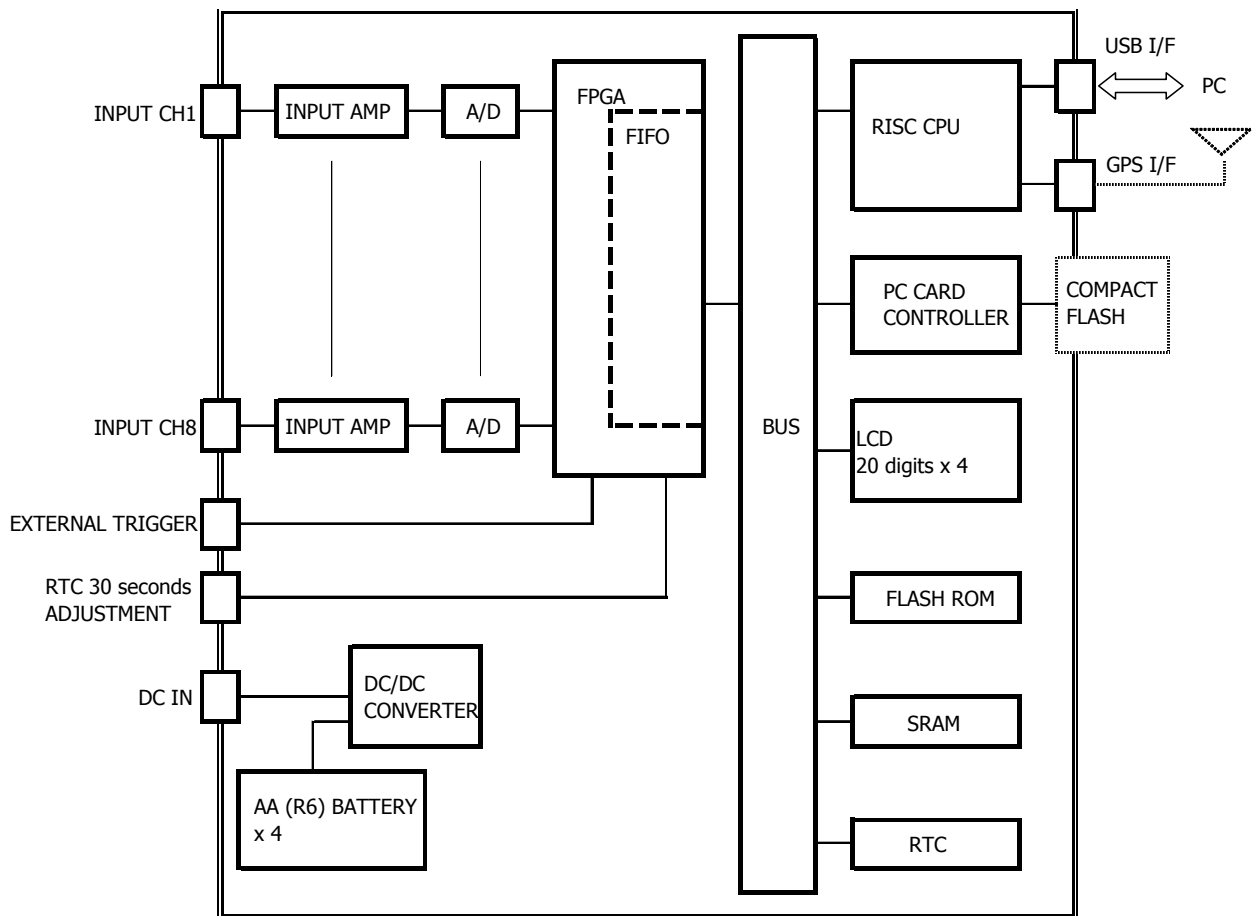 USB I/F
PC
INPUT CH1
INPUT AMP
A/D
FPGA
FIFO
RISC CPU
GPS I/F
PC CARD
CONTROLLER
COMPACT
FLASH
INPUT CH8
INPUT AMP
A/D
BUS
LCD
20 digits x 4
EXTERNAL TRIGGER
RTC 30 seconds
ADJUSTMENT
FLASH ROM
DC IN
DC/DC
CONVERTER
SRAM
AA (R6) BATTERY
x 4
RTC